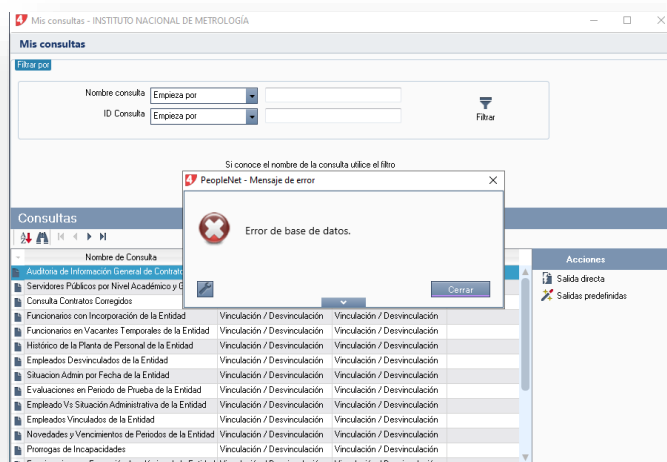 Mis consultas - INSTITUTO NACIONAL DE METROLOGÍA
Mis consultas
Filtrar por
Nombre consulta Empieza por
ID Consulta Empieza por
Filtrar
Si conoce el nombre de la consulta utilice el filtro
PeopleNet - Mensaje de error
Error de base de datos.
Cerrar
Consultas
Nombre de Consulta
Acciones
Auditoria de Información General de Contrato
Salida directa
Servidores Públicos por Nivel Académico y G
Salidas predefinidas
Consulta Contratos Corregidos
Funcionarios con Incorporación de la Entidad Vinculación / Desvinculación Vinculación / Desvinculación
Funcionarios en Vacantes Temporales de la Entidad Vinculación / Desvinculación Vinculación / Desvinculación
Histórico de la Planta de Personal de la Entidad Vinculación / Desvinculación Vinculación / Desvinculación
Empleados Desvinculados de la Entidad Vinculación / Desvinculación Vinculación / Desvinculación
Situacion Admin por Fecha de la Entidad Vinculación / Desvinculación Vinculación / Desvinculación
Evaluaciones en Periodo de Prueba de la Entidad Vinculación / Desvinculación Vinculación / Desvinculación
Empleado Vs Situación Administrativa de la Entidad Vinculación / Desvinculación Vinculación / Desvinculación
Empleados Vinculados de la Entidad Vinculación / Desvinculación Vinculación / Desvinculación
Novedades y Vencimientos de Periodos de la Entidad Vinculación / Desvinculación Vinculación / Desvinculación
Prorrogas de Incapacidades Vinculación / Desvinculación Vinculación / Desvinculación